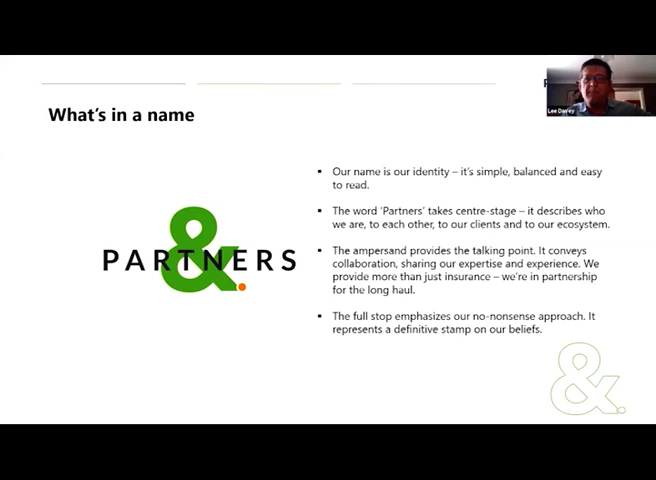 Lee Davey
What's in a name
Our name is our identity – it's simple, balanced and easy
to read.
The word 'Partners' takes centre-stage – it describes who
we are, to each other, to our clients and to our ecosystem.
The ampersand provides the talking point. It conveys
collaboration, sharing our expertise and experience. We
provide more than just insurance – we're in partnership
for the long haul.
The full stop emphasizes our no-nonsense approach. It
represents a definitive stamp on our beliefs.
PARTNERS
&.
&.